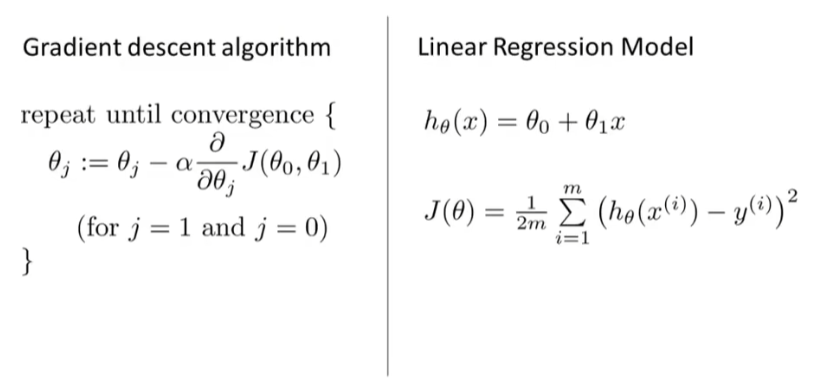 Gradient descent algorithm
repeat until convergence {
θ_j := θ_j − α ∂/∂θ_j J(θ_0, θ_1)
(for j = 1 and j = 0)
}
Linear Regression Model
h_θ(x) = θ_0 + θ_1x
J(θ) = 1/2m ∑_{i=1}^{m} (h_θ(x^{(i)}) − y^{(i)})^2